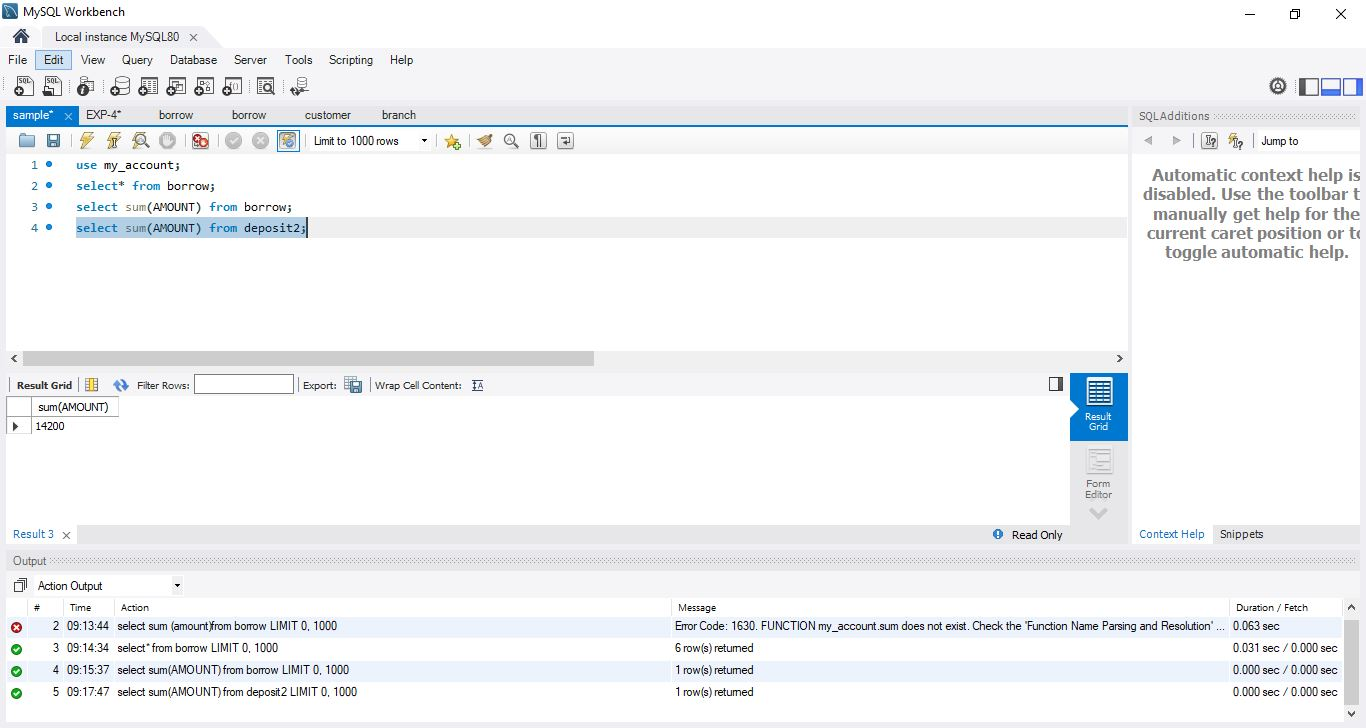 MySQL Workbench
Local instance MySQL80
File Edit View Query Database Server Tools Scripting Help
sample* EXP-4* borrow borrow customer branch
SQLAdditions
Limit to 1000 rows
Jump to
1 use my_account;
2 select* from borrow;
3 select sum(AMOUNT) from borrow;
4 select sum(AMOUNT) from deposit2;
Automatic context help is
disabled. Use the toolbar t
manually get help for the
current caret position or to
toggle automatic help.
Result Grid Filter Rows: Export: Wrap Cell Content:
sum(AMOUNT)
14200
Result
Grid
Form
Editor
Result 3
Read Only
Context Help Snippets
Output
Action Output
# Time Action Message Duration / Fetch
2 09:13:44 select sum (amount)from borrow LIMIT 0, 1000 Error Code: 1630. FUNCTION my_account.sum does not exist. Check the 'Function Name Parsing and Resolution' ... 0.063 sec
3 09:14:34 select* from borrow LIMIT 0, 1000 6 row(s) returned 0.031 sec / 0.000 sec
4 09:15:37 select sum(AMOUNT) from borrow LIMIT 0, 1000 1 row(s) returned 0.000 sec / 0.000 sec
5 09:17:47 select sum(AMOUNT) from deposit2 LIMIT 0, 1000 1 row(s) returned 0.000 sec / 0.000 sec